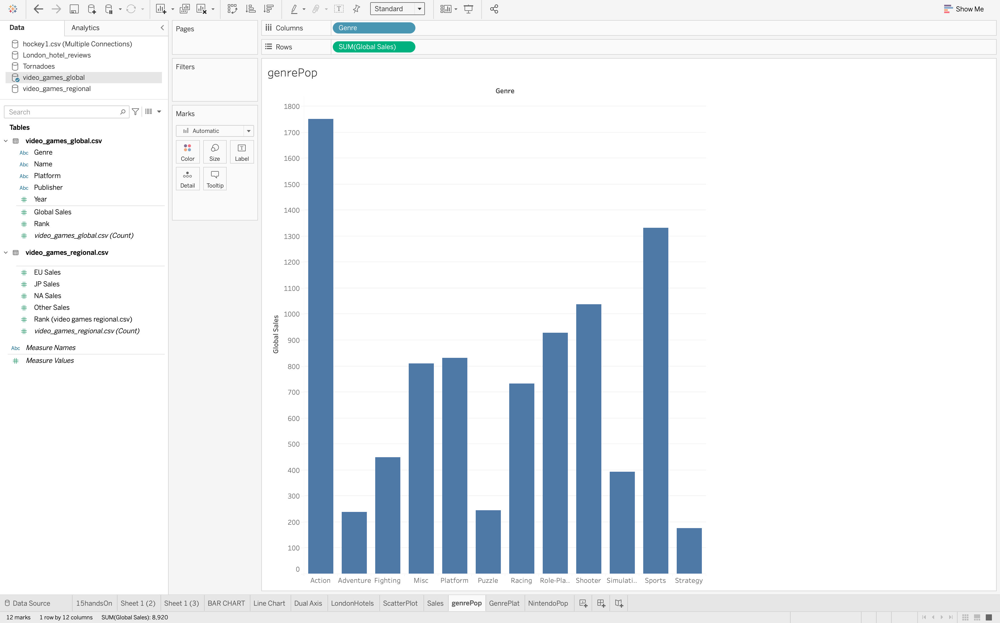 Standard
Show Me
Data
Analytics
hockey1.csv (Multiple Connections)
London_hotel_reviews
Tornadoes
video_games_global
video_games_regional
Search
Tables
video_games_global.csv
Abc Genre
Abc Name
Abc Platform
Abc Publisher
# Year
# Global Sales
# Rank
# video_games_global.csv (Count)
video_games_regional.csv
# EU Sales
# JP Sales
# NA Sales
# Other Sales
# Rank (video games regional.csv)
# video_games_regional.csv (Count)
Abc Measure Names
# Measure Values
Pages
Filters
Marks
Automatic
Color
Size
T
Label
Detail
Tooltip
Columns
Genre
Rows
SUM(Global Sales)
genrePop
Genre
1800
1700
1600
1500
1400
1300
1200
1100
1000
900
800
700
600
500
400
300
200
100
0
Global Sales
Action Adventure Fighting Misc Platform Puzzle Racing Role-Pla.. Shooter Simulati.. Sports Strategy
Data Source 15handsOn Sheet 1 (2) Sheet 1 (3) BAR CHART Line Chart Dual Axis LondonHotels ScatterPlot Sales genrePop GenrePlat NintendoPop
12 marks 1 row by 12 columns SUM(Global Sales): 8,920